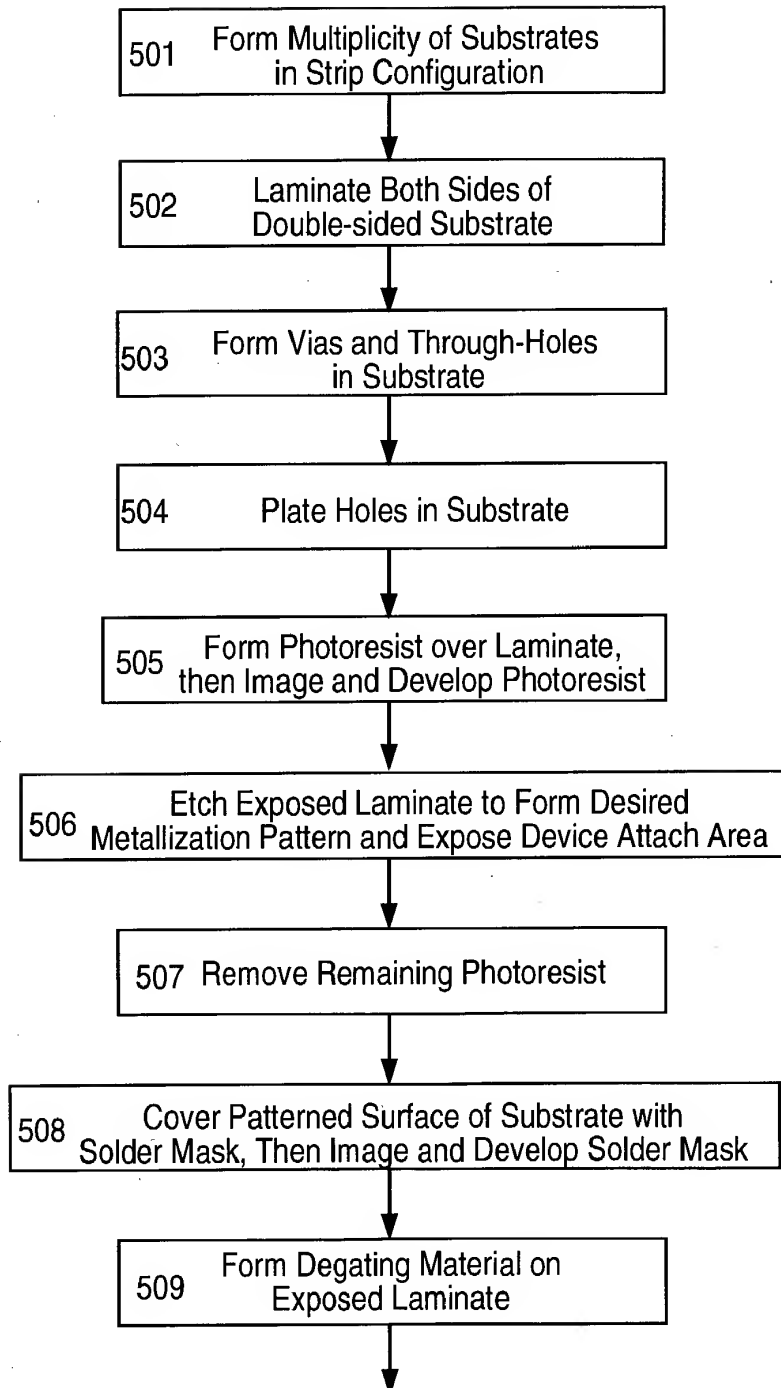 501 Form Multiplicity of Substrates
in Strip Configuration
502 Laminate Both Sides of
Double-sided Substrate
503 Form Vias and Through-Holes
in Substrate
504 Plate Holes in Substrate
505 Form Photoresist over Laminate,
then Image and Develop Photoresist
506 Etch Exposed Laminate to Form Desired
Metallization Pattern and Expose Device Attach Area
507 Remove Remaining Photoresist
508 Cover Patterned Surface of Substrate with
Solder Mask, Then Image and Develop Solder Mask
509 Form Degating Material on
Exposed Laminate